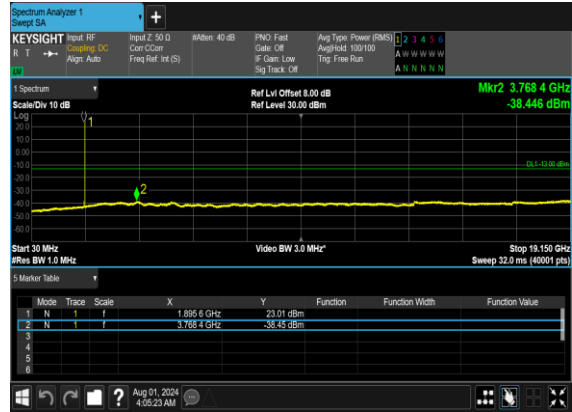 Spectrum Analyzer 1
Swept SA
KEYSIGHT Input: RF Input Z: 50 Ω #Atten: 40 dB PNO: Fast Avg Type: Power (RMS) 1 2 3 4 5 6
R T Coupling: DC Corr CCorr Gate: Off Avg|Hold: 100/100 A W W W W W
Align: Auto Freq Ref: Int (S) IF Gain: Low Trig: Free Run
Sig Track: Off A N N N N N
1 Spectrum Ref Lvl Offset 8.00 dB Mkr2 3.768 4 GHz
Scale/Div 10 dB Ref Level 30.00 dBm -38.446 dBm
Log
1
20.0
10.0
0.00
-10.0
DL1 -13.00 dBm
-20.0
-30.0
2
-40.0
-50.0
-60.0
Start 30 MHz Video BW 3.0 MHz* Stop 19.150 GHz
#Res BW 1.0 MHz Sweep 32.0 ms (40001 pts)
5 Marker Table
Mode Trace Scale X Y Function Function Width Function Value
1 N 1 f 1.895 6 GHz 23.01 dBm
2 N 1 f 3.768 4 GHz -38.45 dBm
3
4
5
6
? Aug 01, 2024
4:05:23 AM